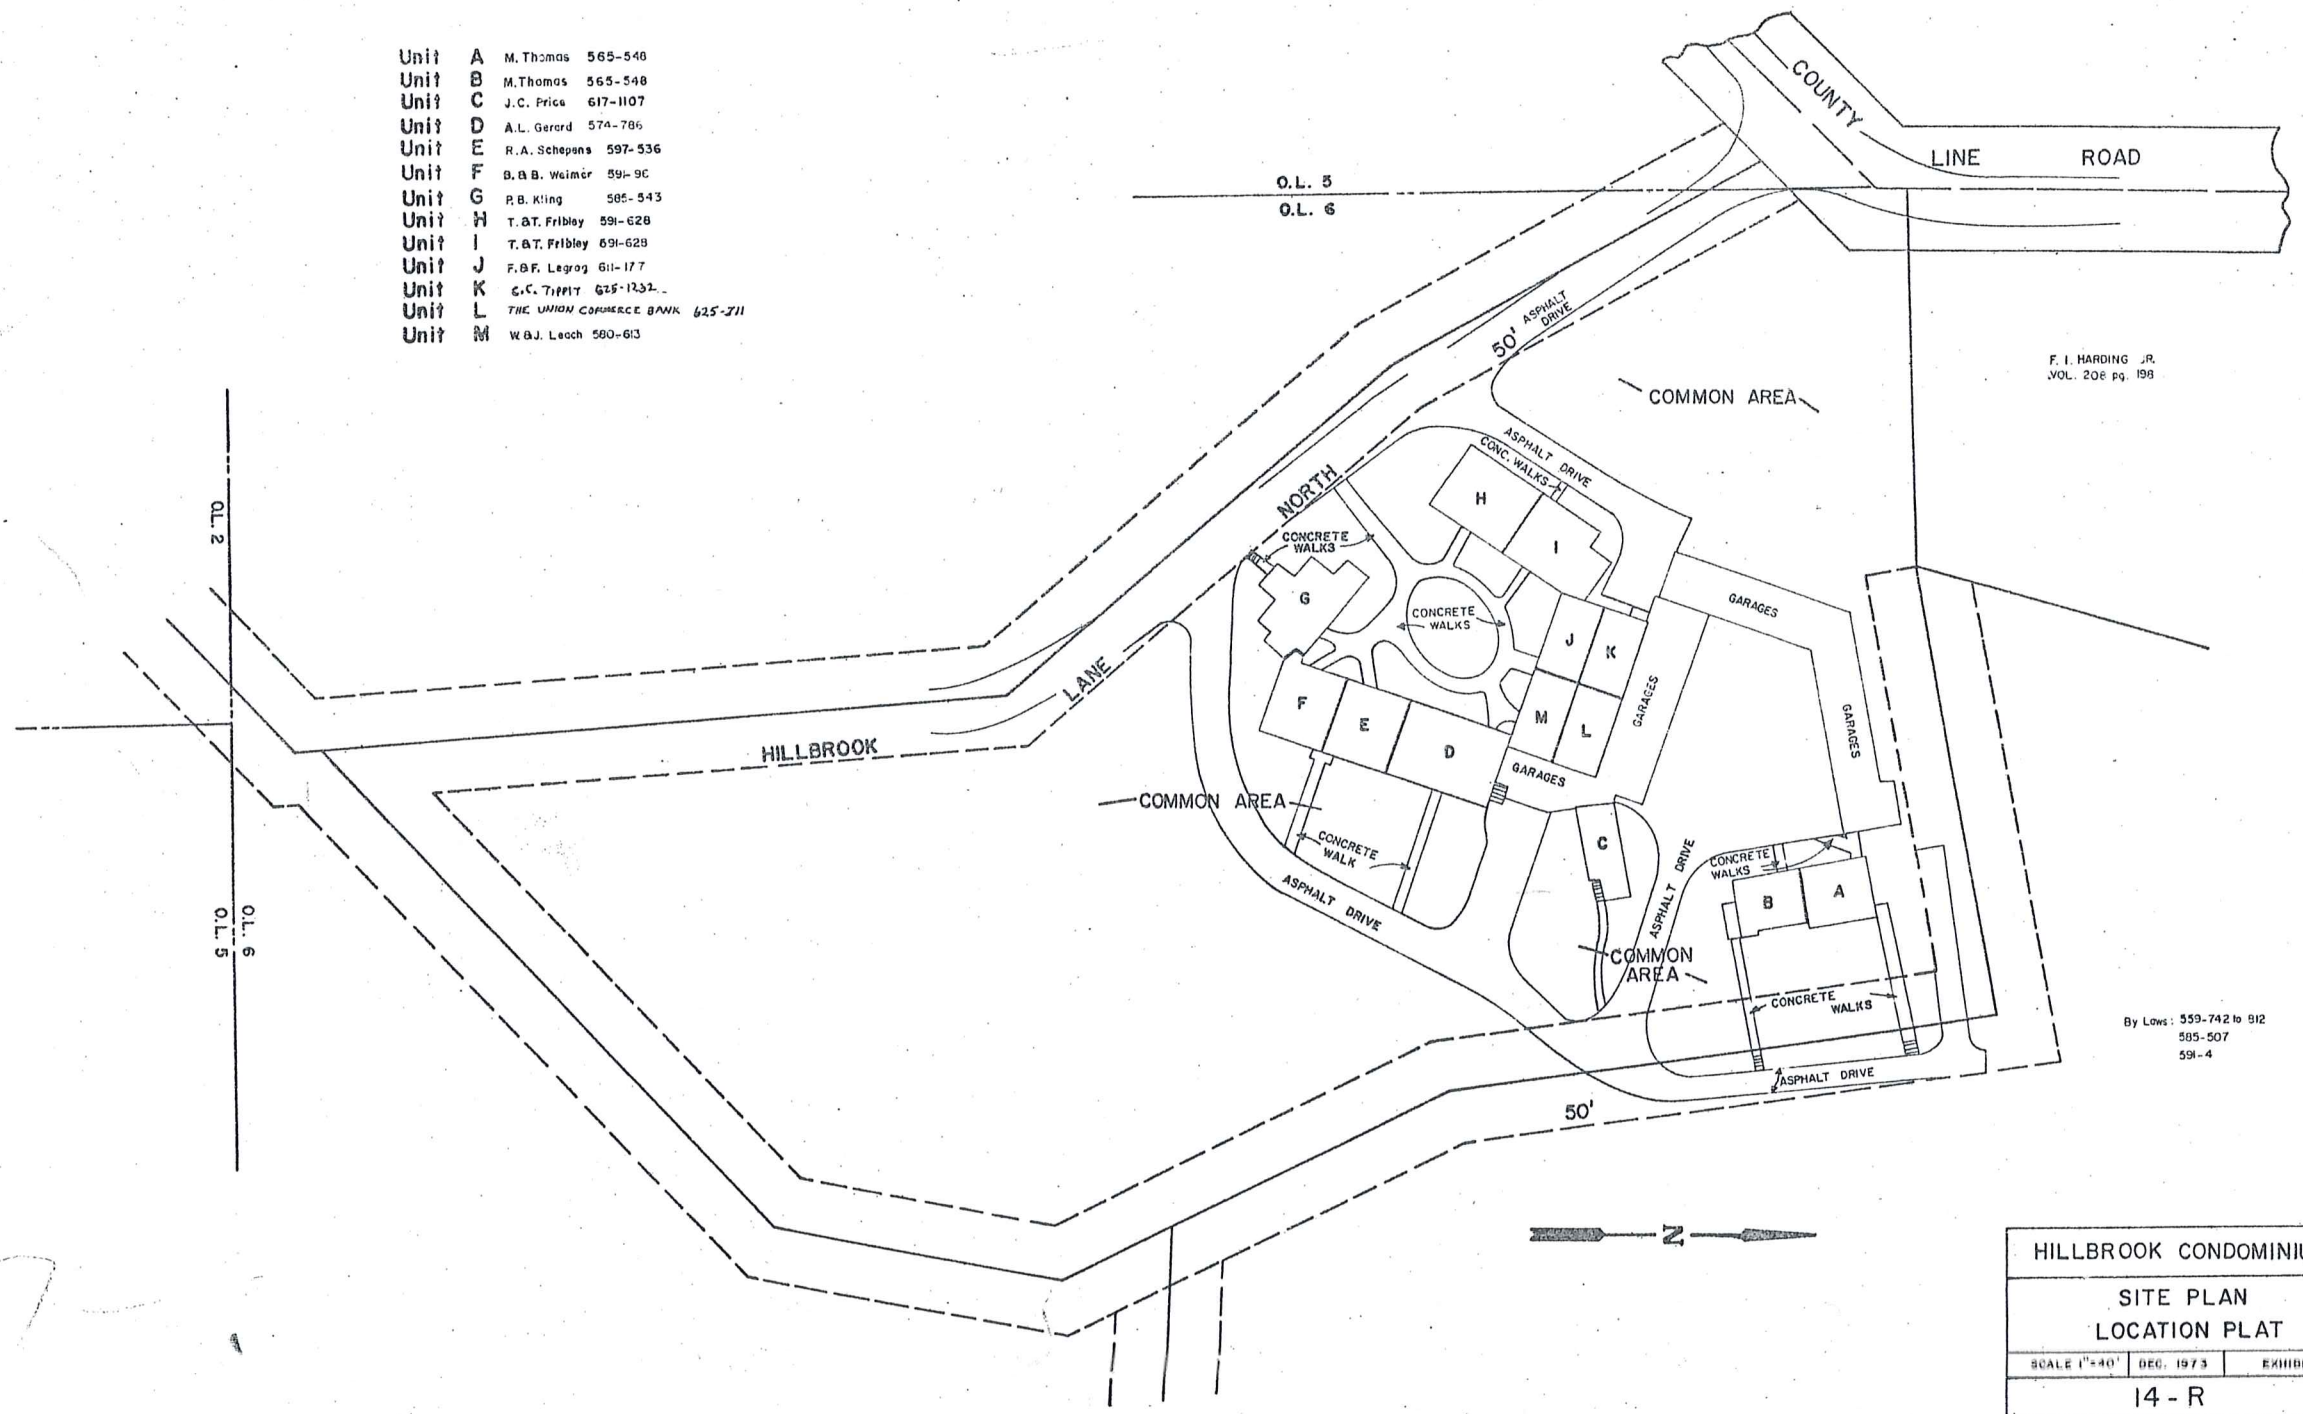 Unit A M. Thomas 565-548
Unit B M. Thomas 565-548
Unit C J.C. Price 617-1107
Unit D A.L. Gerard 574-786
Unit E R.A. Schepens 597-536
Unit F B. & B. Weimer 591-96
Unit G P. B. Kling 585-543
Unit H T. & T. Fribley 591-628
Unit I T. & T. Fribley 591-628
Unit J F. & F. Legros 611-177
Unit K TIPPIT 625-1232
Unit L THE UNION COMMERCE BANK 625-
Unit M W. & J. Leach 580-613
COUNTY
LINE ROAD
O.L. 5
O.L. 6
F. I. HARDING JR.
VOL. 208 pg. 198
50'
ASPHALT
DRIVE
COMMON AREA
ASPHALT DRIVE
CONC. WALKS
H
I
NORTH
CONCRETE
WALKS
G
CONCRETE
WALKS
GARAGES
J
K
GARAGES
GARAGES
O.L. 2
LANE
HILLBROOK
F
E
D
M
L
GARAGES
COMMON AREA
CONCRETE
WALK
ASPHALT DRIVE
C
ASPHALT DRIVE
CONCRETE
WALKS
B
A
COMMON
AREA
CONCRETE
WALKS
ASPHALT DRIVE
O.L. 6
O.L. 5
By Laws: 559-742 to 812
585-507
591-4
50'
N
HILLBROOK CONDOMINIU
SITE PLAN
LOCATION PLAT
SCALE 1"=40' DEC. 1973 EXHIB
14 - R